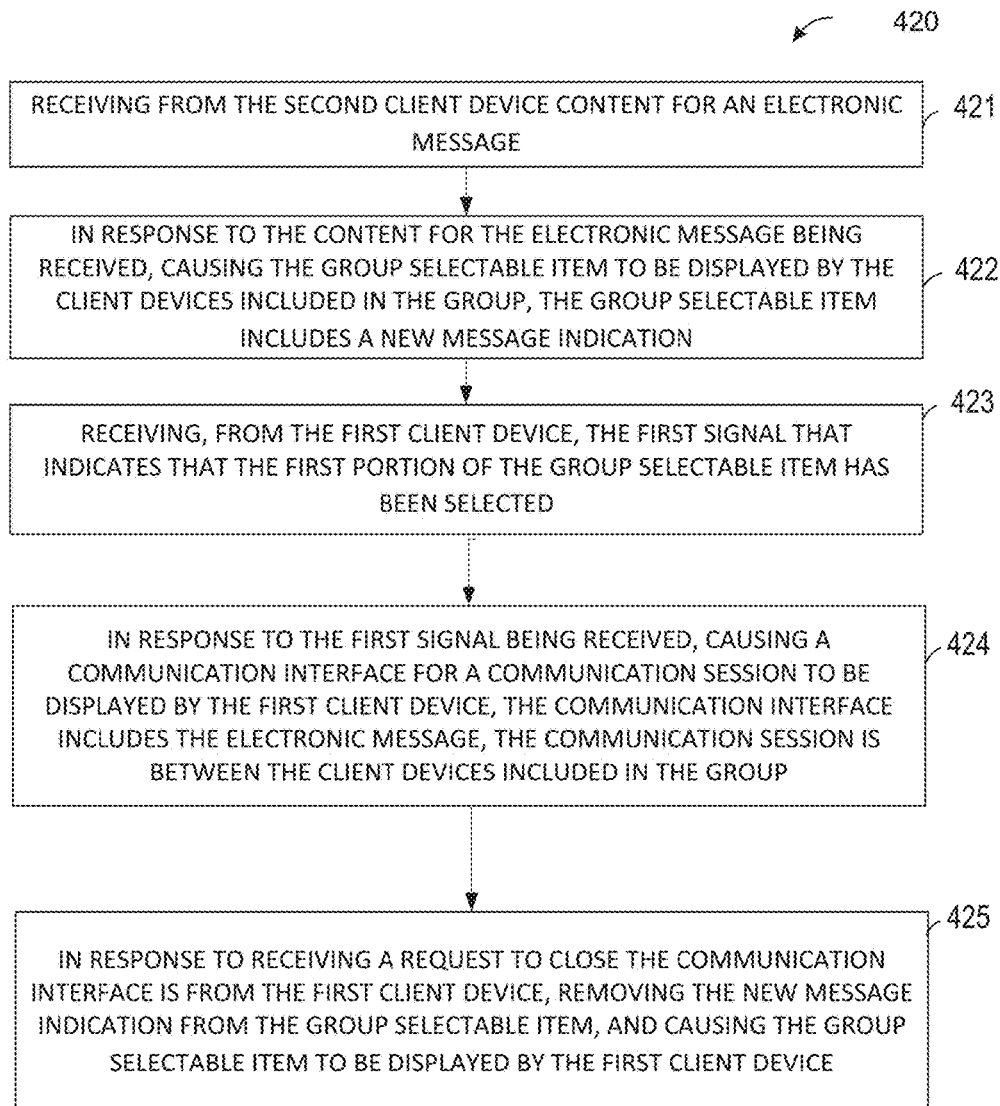 420
RECEIVING FROM THE SECOND CLIENT DEVICE CONTENT FOR AN ELECTRONIC
MESSAGE
421
IN RESPONSE TO THE CONTENT FOR THE ELECTRONIC MESSAGE BEING
RECEIVED, CAUSING THE GROUP SELECTABLE ITEM TO BE DISPLAYED BY THE
CLIENT DEVICES INCLUDED IN THE GROUP, THE GROUP SELECTABLE ITEM
INCLUDES A NEW MESSAGE INDICATION
422
RECEIVING, FROM THE FIRST CLIENT DEVICE, THE FIRST SIGNAL THAT
INDICATES THAT THE FIRST PORTION OF THE GROUP SELECTABLE ITEM HAS
BEEN SELECTED
423
IN RESPONSE TO THE FIRST SIGNAL BEING RECEIVED, CAUSING A
COMMUNICATION INTERFACE FOR A COMMUNICATION SESSION TO BE
DISPLAYED BY THE FIRST CLIENT DEVICE, THE COMMUNICATION INTERFACE
INCLUDES THE ELECTRONIC MESSAGE, THE COMMUNICATION SESSION IS
BETWEEN THE CLIENT DEVICES INCLUDED IN THE GROUP
424
IN RESPONSE TO RECEIVING A REQUEST TO CLOSE THE COMMUNICATION
INTERFACE IS FROM THE FIRST CLIENT DEVICE, REMOVING THE NEW MESSAGE
INDICATION FROM THE GROUP SELECTABLE ITEM, AND CAUSING THE GROUP
SELECTABLE ITEM TO BE DISPLAYED BY THE FIRST CLIENT DEVICE
425